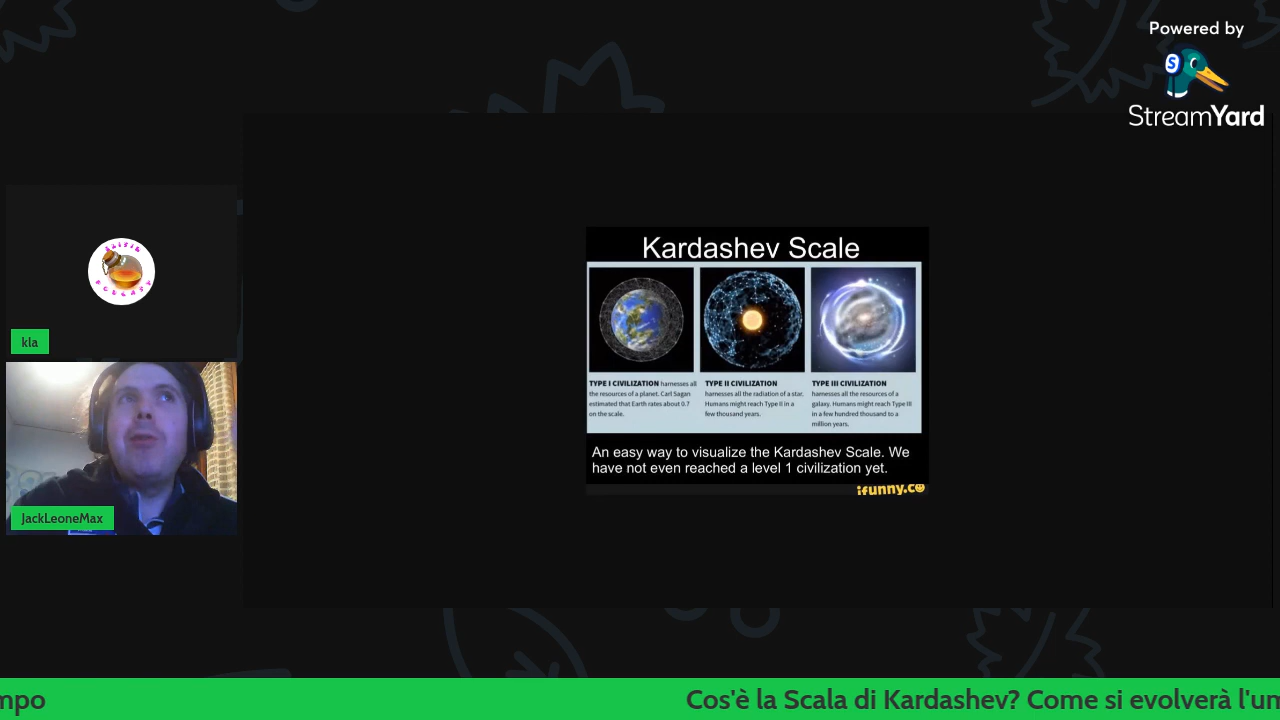 Powered by
StreamYard
kla
JackLeoneMax
Kardashev Scale
TYPE I CIVILIZATION harnesses all
the resources of a planet. Carl Sagan
estimated that Earth rates about 0.7
on the scale.
TYPE II CIVILIZATION
harnesses all the radiation of a star.
Humans might reach Type II in a
few thousand years.
TYPE III CIVILIZATION
harnesses all the resources of a
galaxy. Humans might reach Type III
in a few hundred thousand to a
million years.
An easy way to visualize the Kardashev Scale. We
have not even reached a level 1 civilization yet.
ifunny.co
mpo
Cos'è la Scala di Kardashev? Come si evolverà l'un